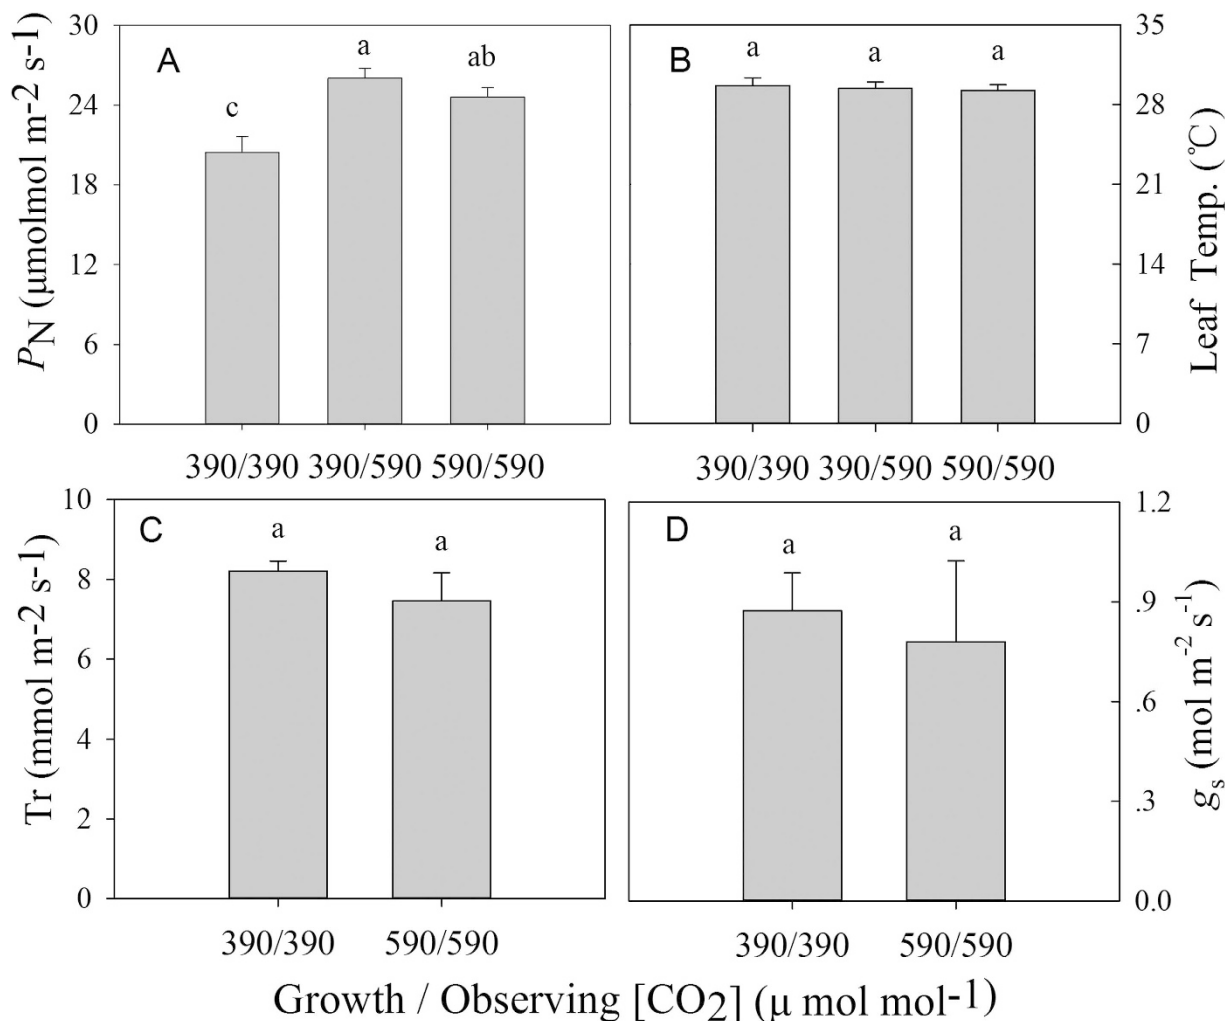 A
B
PN (μmolmol m-2 s-1)
30
24
18
12
6
0
c
a
ab
390/390 390/590 590/590
a
a
a
35
28
21
14
7
0
Leaf Temp. (℃)
390/390 390/590 590/590
C
D
Tr (mmol m-2 s-1)
10
8
6
4
2
0
a
a
390/390 590/590
a
a
1.2
.9
.6
.3
0.0
gs (mol m-2 s-1)
390/390 590/590
Growth / Observing [CO2] (μ mol mol-1)